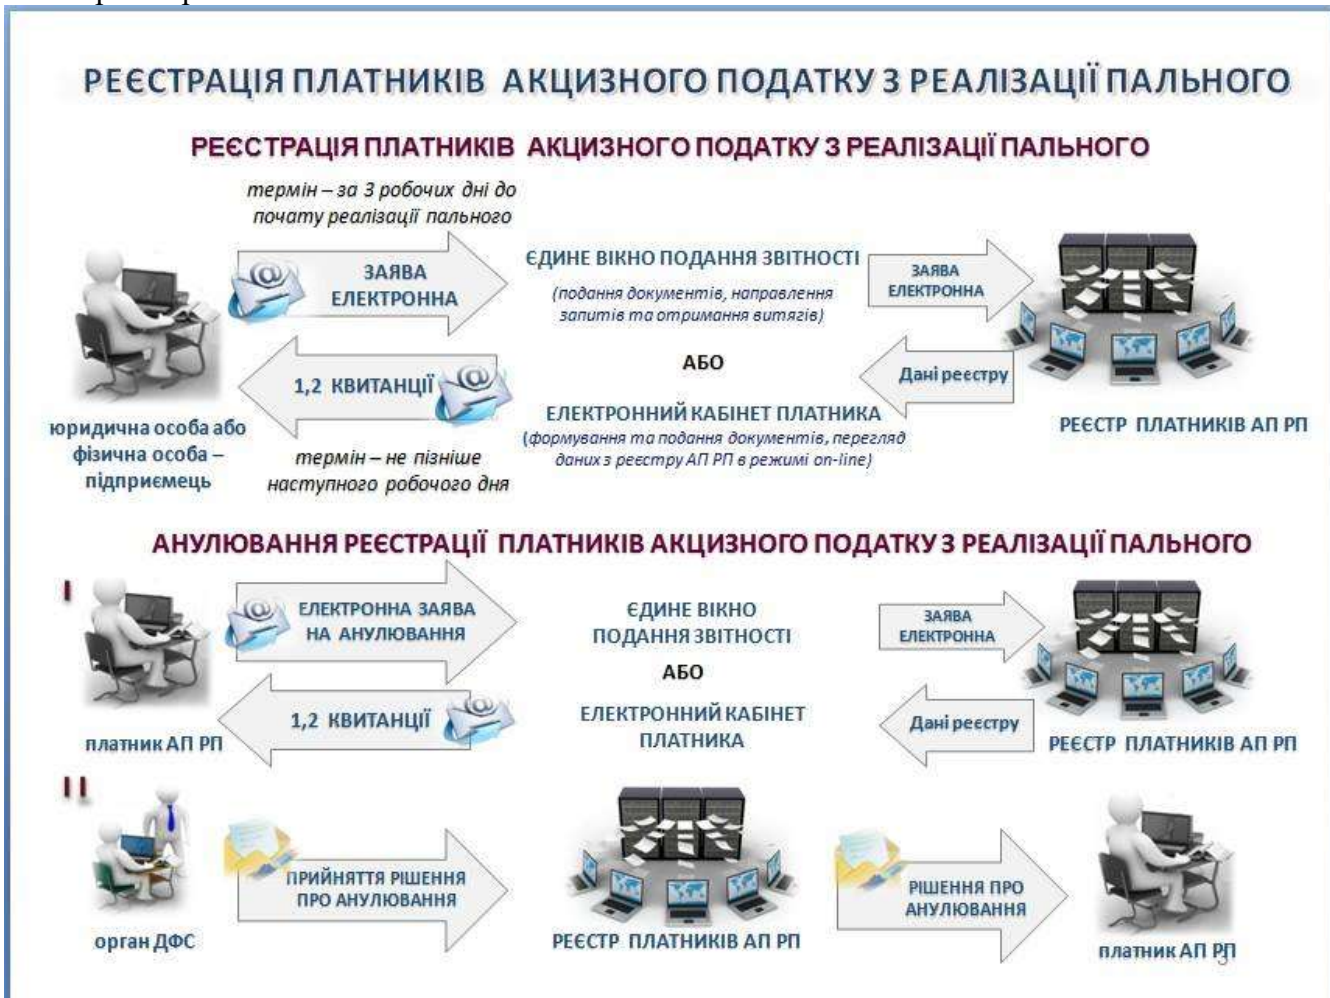 РЕЄСТРАЦІЯ ПЛАТНИКІВ АКЦИЗНОГО ПОДАТКУ З РЕАЛІЗАЦІЇ ПАЛЬНОГО
РЕЄСТРАЦІЯ ПЛАТНИКІВ АКЦИЗНОГО ПОДАТКУ З РЕАЛІЗАЦІЇ ПАЛЬНОГО
термін – за 3 робочих дні до
почату реалізації пального
ЗАЯВА
ЕЛЕКТРОННА
ЄДИНЕ ВІКНО ПОДАННЯ ЗВІТНОСТІ
(подання документів, направлення
запитів та отримання витягів)
ЗАЯВА
ЕЛЕКТРОННА
АБО
1,2 КВИТАНЦІЇ
Дані реєстру
ЕЛЕКТРОННИЙ КАБІНЕТ ПЛАТНИКА
(формування та подання документів, перегляд
даних з реєстру АП РП в режимі on-line)
РЕЄСТР ПЛАТНИКІВ АП РП
юридична особа або
фізична особа –
підприємець
термін – не пізніше
наступного робочого дня
АНУЛЮВАННЯ РЕЄСТРАЦІЇ ПЛАТНИКІВ АКЦИЗНОГО ПОДАТКУ З РЕАЛІЗАЦІЇ ПАЛЬНОГО
I
ЕЛЕКТРОННА ЗАЯВА
НА АНУЛЮВАННЯ
ЄДИНЕ ВІКНО
ПОДАННЯ ЗВІТНОСТІ
ЗАЯВА
ЕЛЕКТРОННА
АБО
1,2 КВИТАНЦІЇ
ЕЛЕКТРОННИЙ КАБІНЕТ
ПЛАТНИКА
Дані реєстру
платник АП РП
РЕЄСТР ПЛАТНИКІВ АП РП
II
ПРИЙНЯТТЯ РІШЕННЯ
ПРО АНУЛЮВАННЯ
РІШЕННЯ ПРО
АНУЛЮВАННЯ
орган ДФС
РЕЄСТР ПЛАТНИКІВ АП РП
платник АП РП